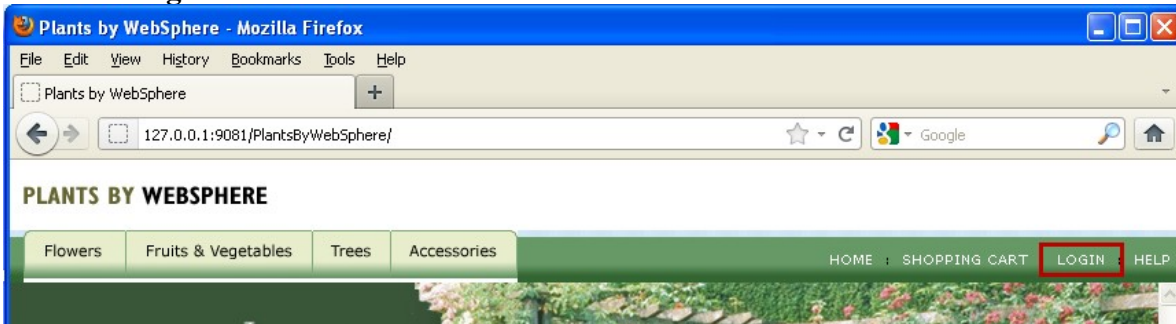 Plants by WebSphere - Mozilla Firefox
File Edit View History Bookmarks Tools Help
Plants by WebSphere +
127.0.0.1:9081/PlantsByWebSphere/ Google
PLANTS BY WEBSPHERE
Flowers Fruits & Vegetables Trees Accessories
HOME : SHOPPING CART LOGIN : HELP